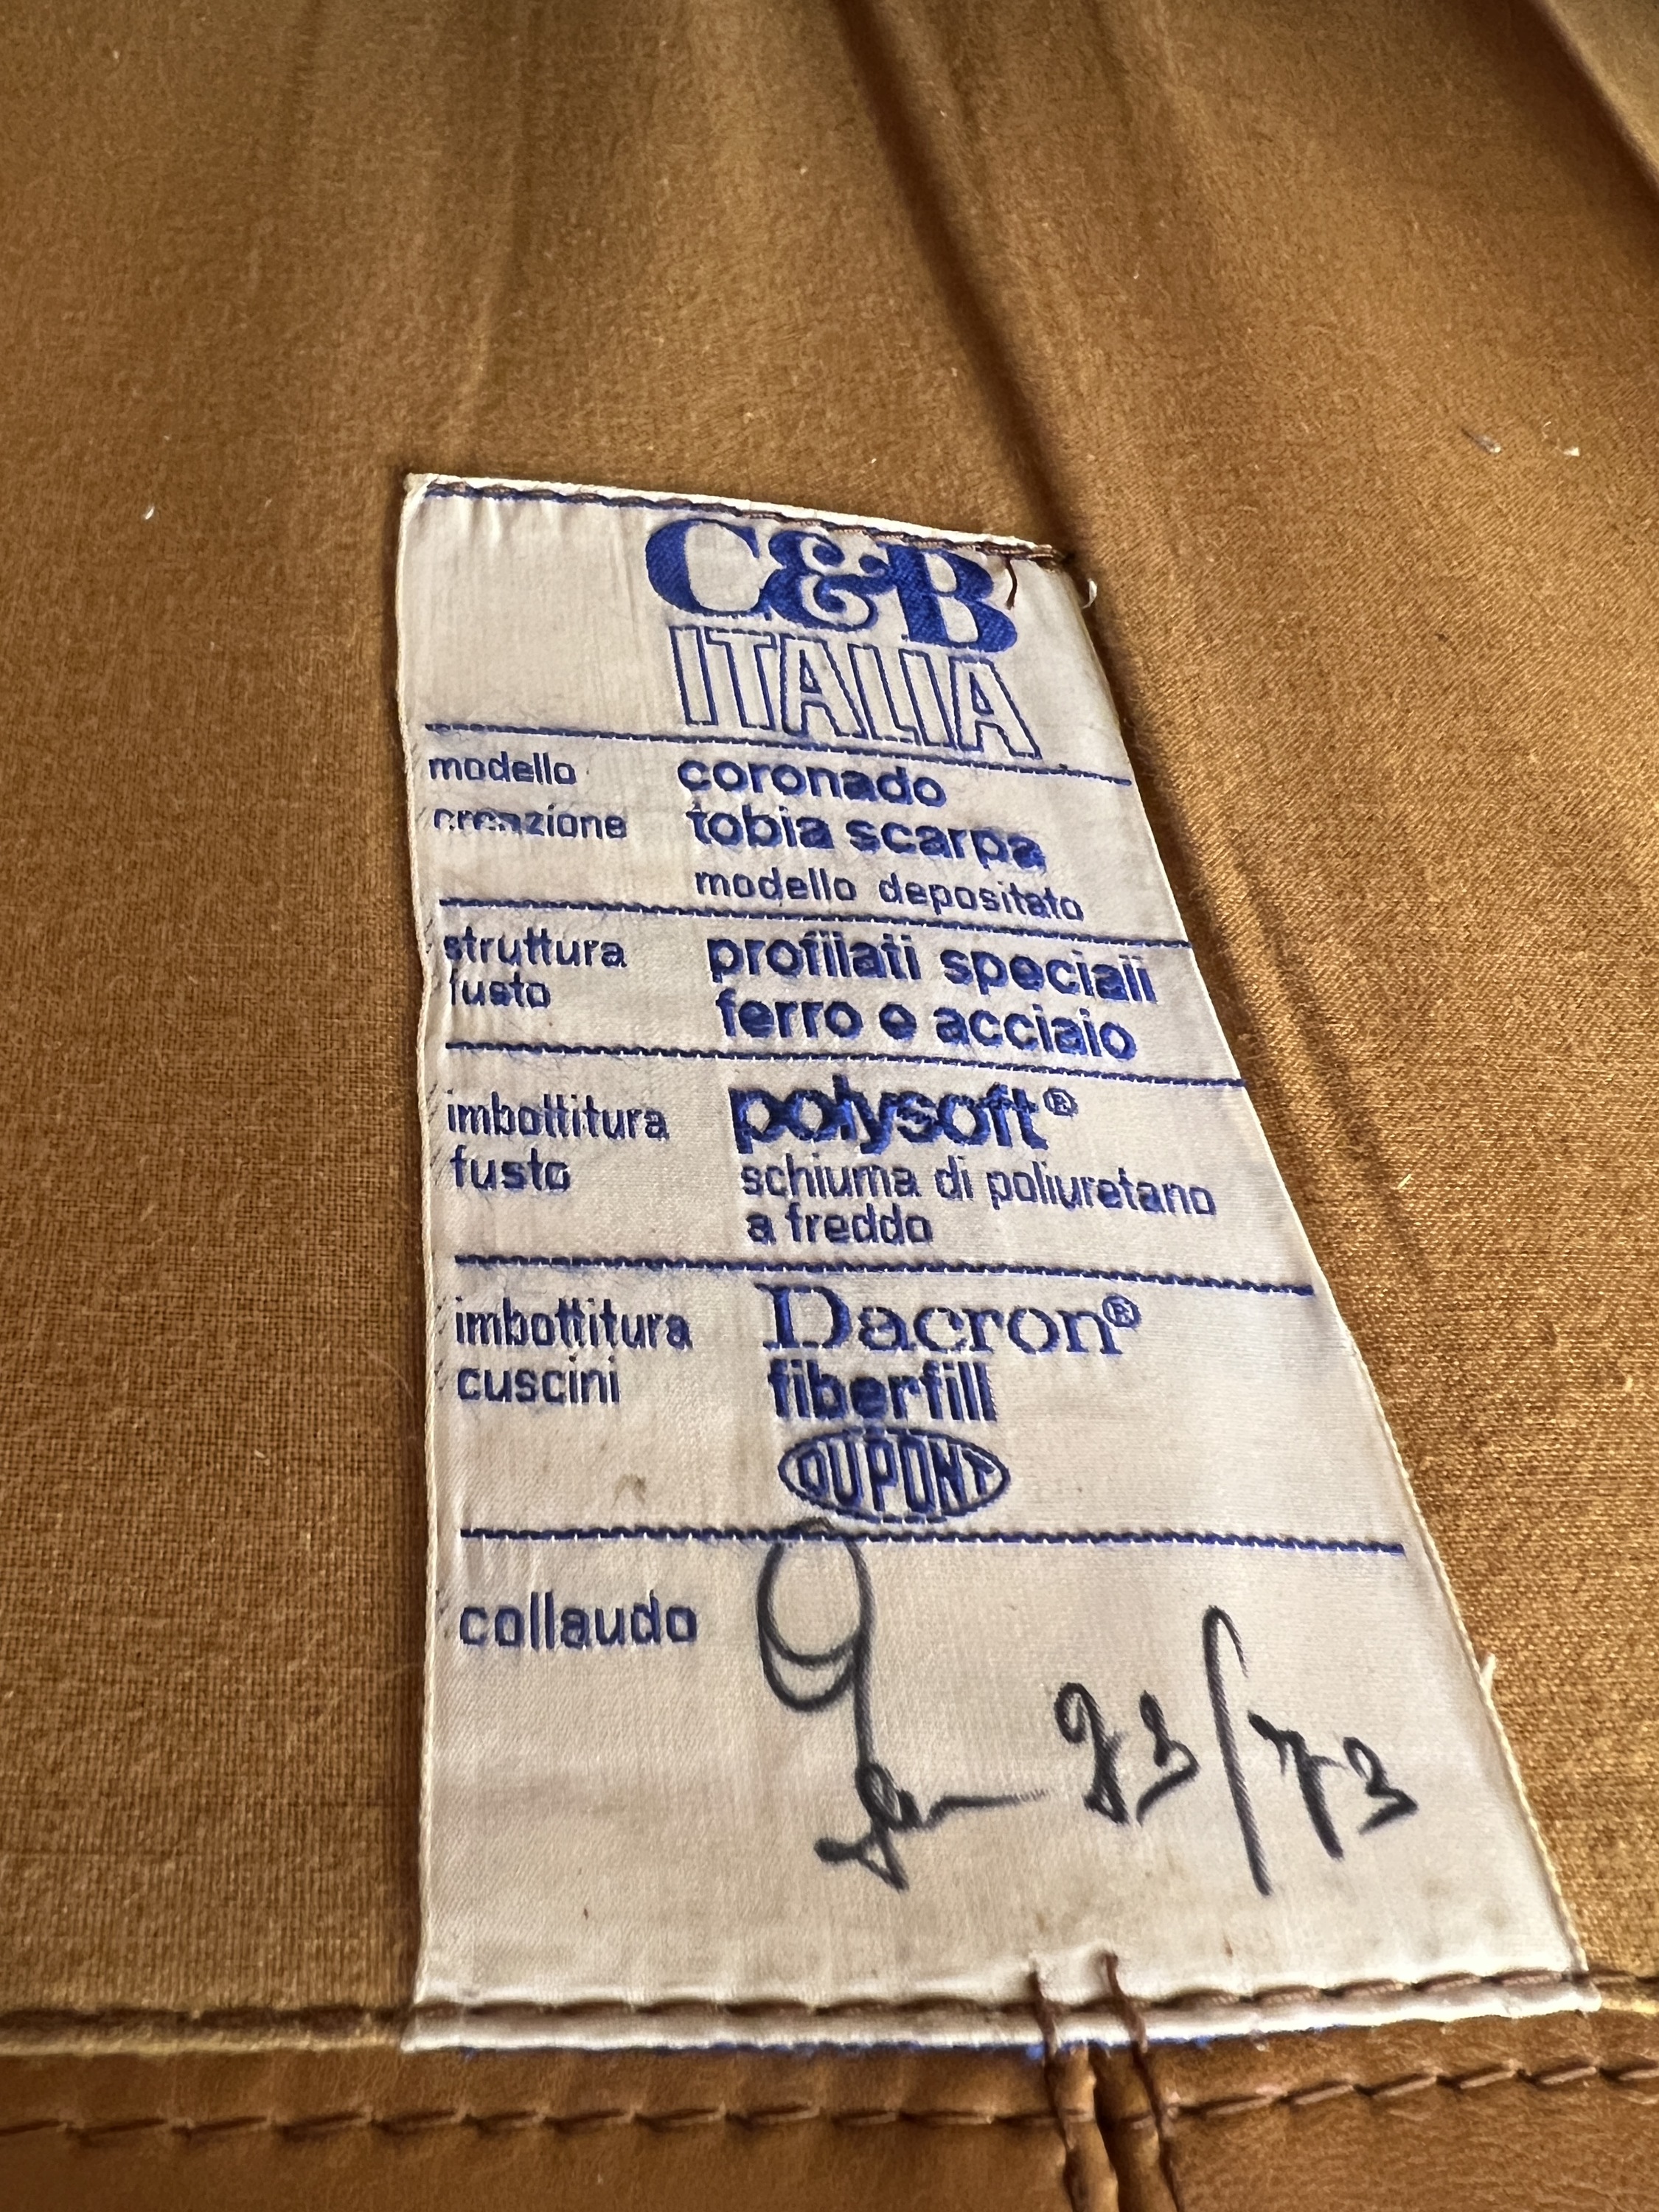 C&B
ITALIA
modello coronado
creazione tobia scarpa
modello depositato
struttura profilati speciali
fusto ferro e acciaio
imbottitura polysoft®
fusto schiuma di poliuretano
a freddo
imbottitura Dacron®
cuscini fiberfill
DUPONT
collaudo
/73